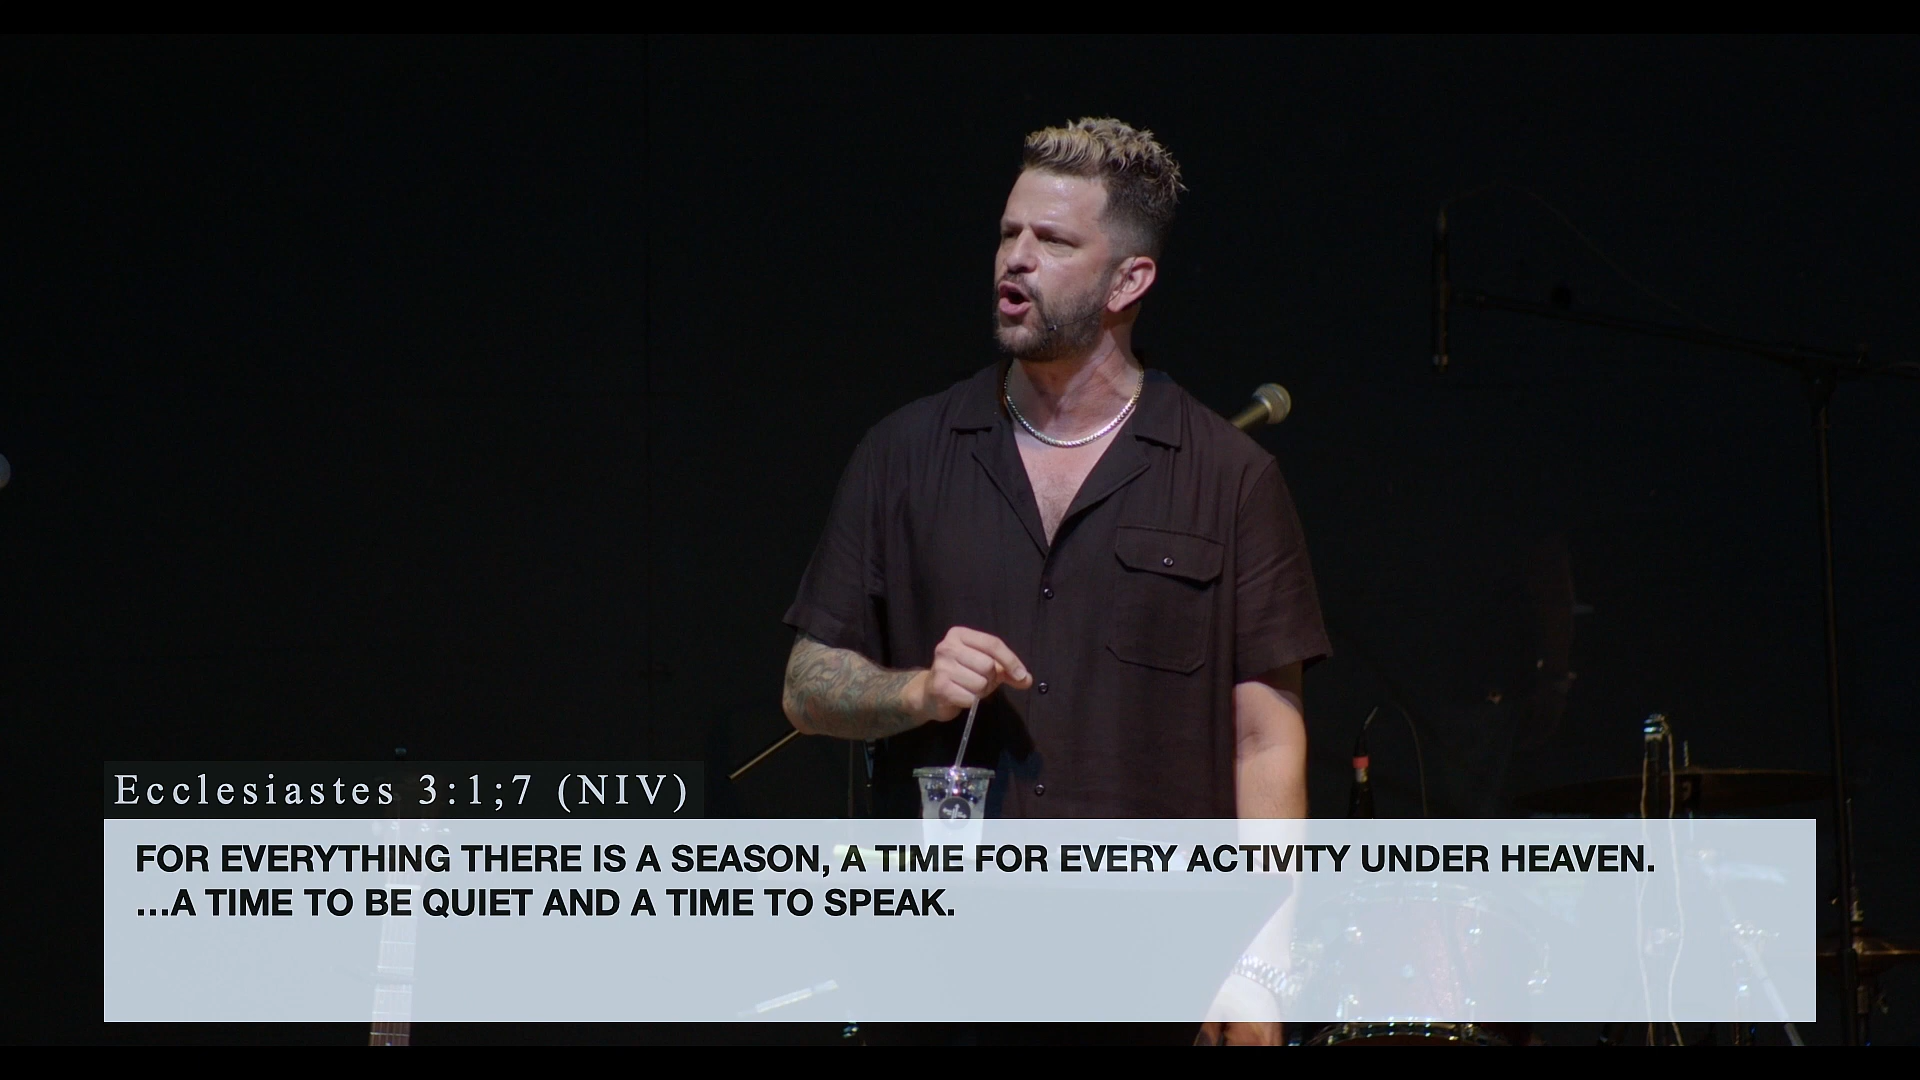 Ecclesiastes 3:1;7 (NIV)
FOR EVERYTHING THERE IS A SEASON, A TIME FOR EVERY ACTIVITY UNDER HEAVEN.
...A TIME TO BE QUIET AND A TIME TO SPEAK.